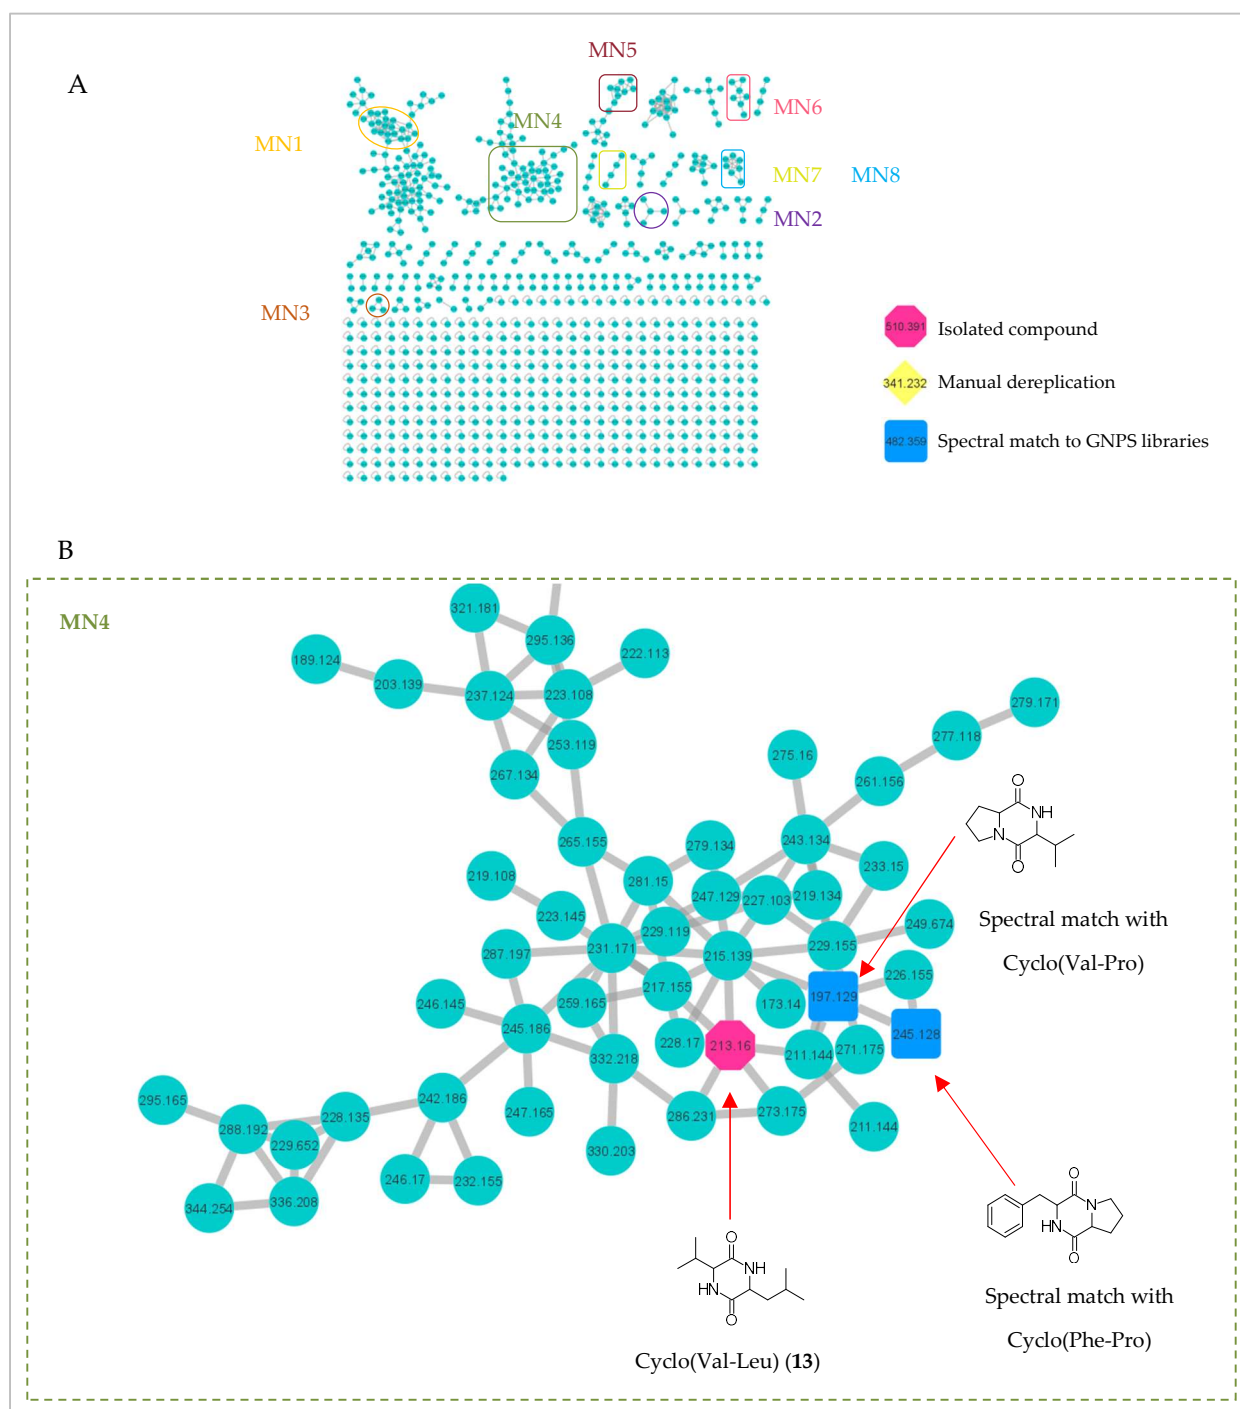 A
MN5
MN6
MN4
MN1
MN7 MN8
MN2
MN3
510.391 Isolated compound
341.232 Manual dereplication
482.359 Spectral match to GNPS libraries
B
MN4
321.181
295.136
222.113
189.124
203.139
237.124
223.108
279.171
277.118
253.119
275.16
267.134
261.156
O
NH
N
O
265.155
279.134
243.134
233.15
219.108
281.15
247.129
227.103
219.134
223.145
229.119
249.674
Spectral match with
Cyclo(Val-Pro)
287.197
231.171
215.139
229.155
226.155
246.145
259.165
217.155
173.14
197.129
245.186
228.17
213.16
211.144
271.175
245.128
332.218
295.165
242.186
247.165
286.231
273.175
211.144
288.192
228.135
229.652
330.203
246.17
232.155
344.254
336.208
O
N
NH
O
O
NH
HN
O
Spectral match with
Cyclo(Phe-Pro)
Cyclo(Val-Leu) (13)